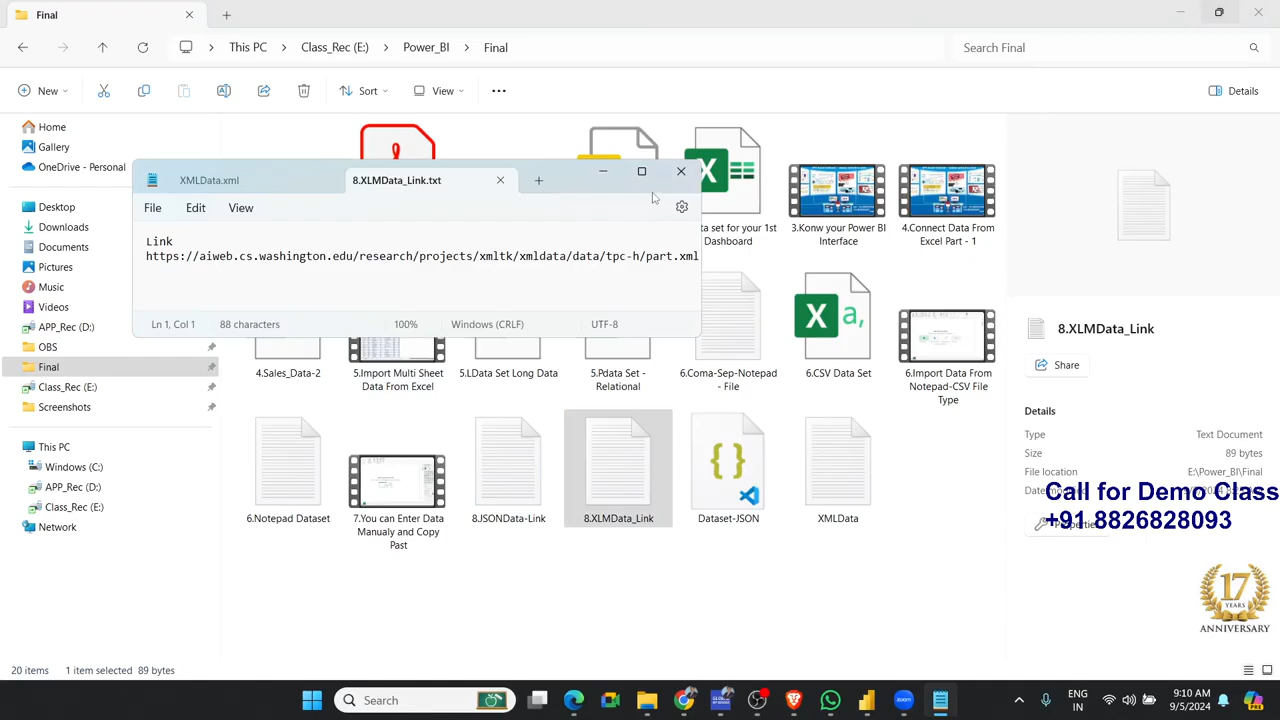 Final
This PC > Class_Rec (E:) > Power_BI > Final
Search Final
New
Sort
View
Details
Home
Gallery
OneDrive - Personal
Desktop
Downloads
Documents
Pictures
Music
Videos
APP_Rec (D:)
OBS
Final
Class_Rec (E:)
Screenshots
This PC
Windows (C:)
APP_Rec (D:)
Class_Rec (E:)
Network
XMLData.xml
8.XLMData_Link.txt
File Edit View
Link
https://aiweb.cs.washington.edu/research/projects/xmltk/xmldata/data/tpc-h/part.xml
Ln 1, Col 1
88 characters
100%
Windows (CRLF)
UTF-8
ta set for your 1st
Dashboard
3.Konw your Power BI
Interface
4.Connect Data From
Excel Part - 1
4.Sales_Data-2
5.Import Multi Sheet
Data From Excel
5.LData Set Long Data
5.Pdata Set -
Relational
6.Coma-Sep-Notepad
- File
6.CSV Data Set
6.Import Data From
Notepad-CSV File
Type
6.Notepad Dataset
7.You can Enter Data
Manualy and Copy
Past
8JSONData-Link
8.XLMData_Link
Dataset-JSON
XMLData
8.XLMData_Link
Share
Details
Type Text Document
Size 89 bytes
File location E:\Power_BI\Final
Call for Demo Class
+91 8826828093
17
YEARS
ANNIVERSARY
20 items
1 item selected 89 bytes
Search
ENG
IN
9:10 AM
9/5/2024